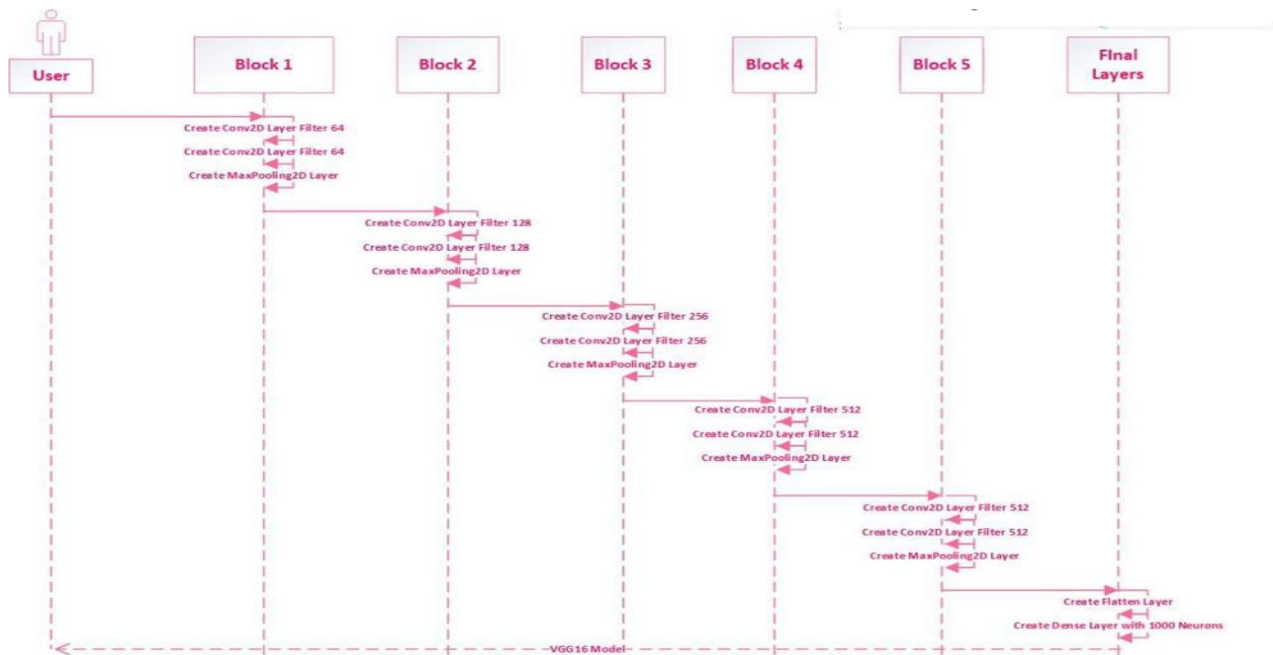 User
Block 1
Block 2
Block 3
Block 4
Block 5
FInal
Layers
Create Conv2D Layer Filter 64
Create Conv2D Layer Filter 64
Create MaxPooling2D Layer
Create Conv2D Layer Filter 128
Create Conv2D Layer Filter 128
Create MaxPooling2D Layer
Create Conv2D Layer Filter 256
Create Conv2D Layer Filter 256
Create MaxPooling2D Layer
Create Conv2D Layer Filter 512
Create Conv2D Layer Filter 512
Create MaxPooling2D Layer
Create Conv2D Layer Filter 512
Create Conv2D Layer Filter 512
Create MaxPooling2D Layer
Create Flatten Layer
Create Dense Layer with 1000 Neurons
VGG16 Model